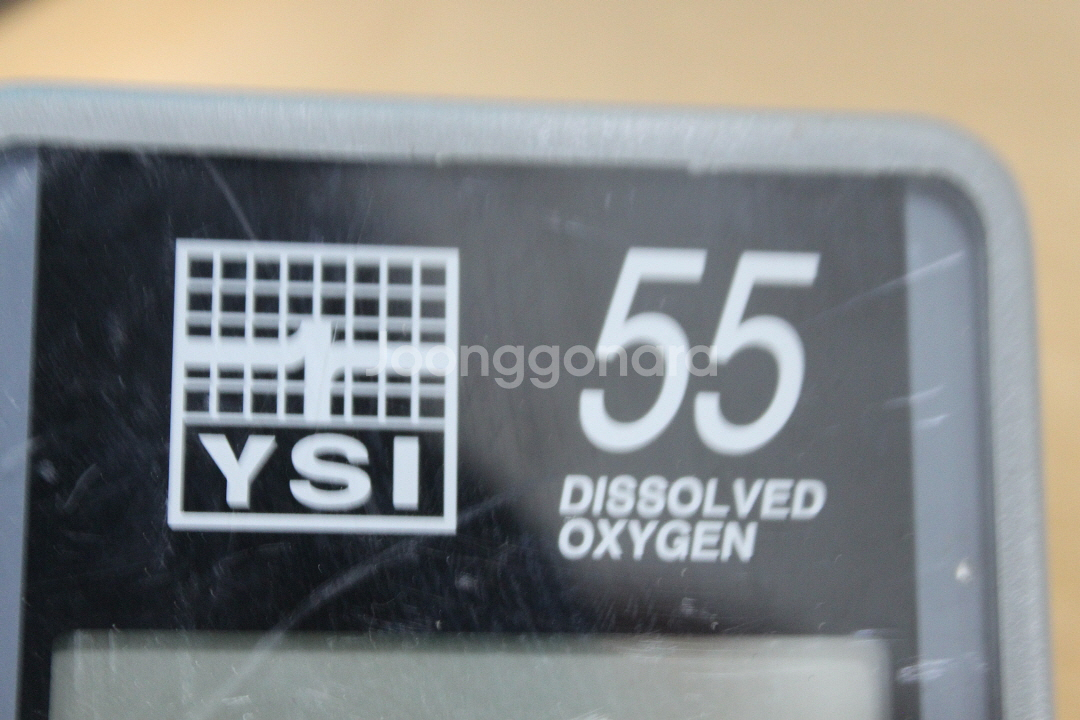 55
YSI
DISSOLVED
OXYGEN
Joonggonara